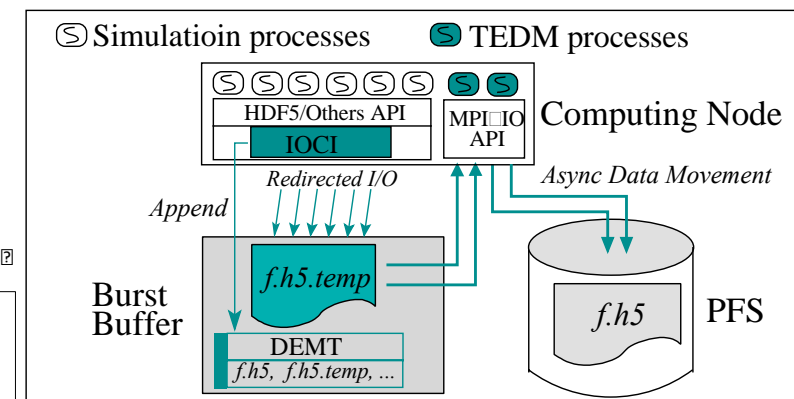 Simulatioin processes
TEDM processes
HDF5/Others API
IOCI
MPI□IO
API
Computing Node
Redirected I/O
Async Data Movement
Append
f.h5.temp
Burst
Buffer
DEMT
f.h5, f.h5.temp, ...
f.h5
PFS